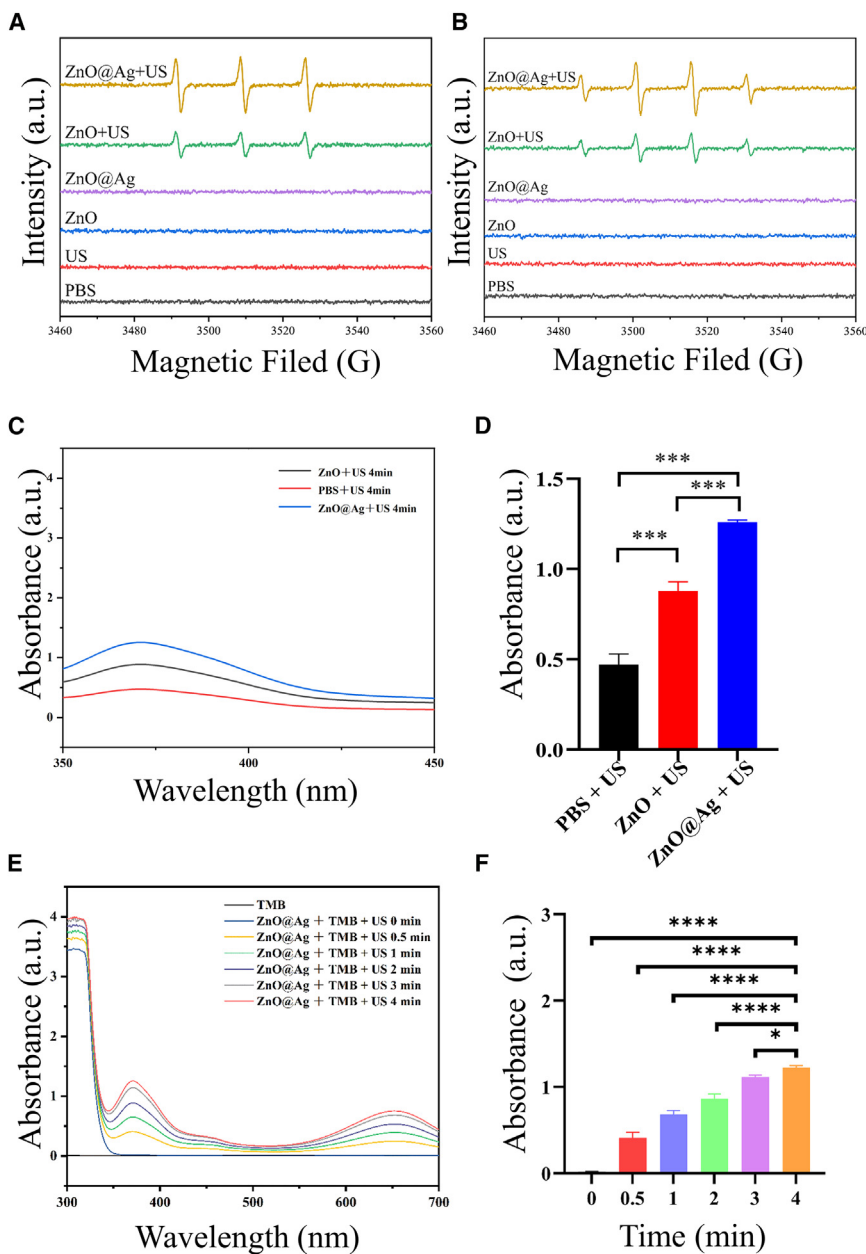 A
Intensity (a.u.)
ZnO@Ag+US
ZnO+US
ZnO@Ag
ZnO
US
PBS
3460 3480 3500 3520 3540 3560
Magnetic Filed (G)
B
Intensity (a.u.)
ZnO@Ag+US
ZnO+US
ZnO@Ag
ZnO
US
PBS
3460 3480 3500 3520 3540 3560
Magnetic Filed (G)
C
Absorbance (a.u.)
4
3
2
1
0
ZnO+US 4min
PBS+US 4min
ZnO@Ag+US 4min
350 400 450
Wavelength (nm)
D
Absorbance (a.u.)
1.5
1.0
0.5
0.0
***
***
***
PBS + US
ZnO + US
ZnO@Ag + US
E
Absorbance (a.u.)
4
3
2
1
0
TMB
ZnO@Ag + TMB + US 0 min
ZnO@Ag + TMB + US 0.5 min
ZnO@Ag + TMB + US 1 min
ZnO@Ag + TMB + US 2 min
ZnO@Ag + TMB + US 3 min
ZnO@Ag + TMB + US 4 min
300 350 400 450 500 550 600 650 700
Wavelength (nm)
F
Absorbance (a.u.)
3
2
1
0
****
****
****
****
*
0 0.5 1 2 3 4
Time (min)